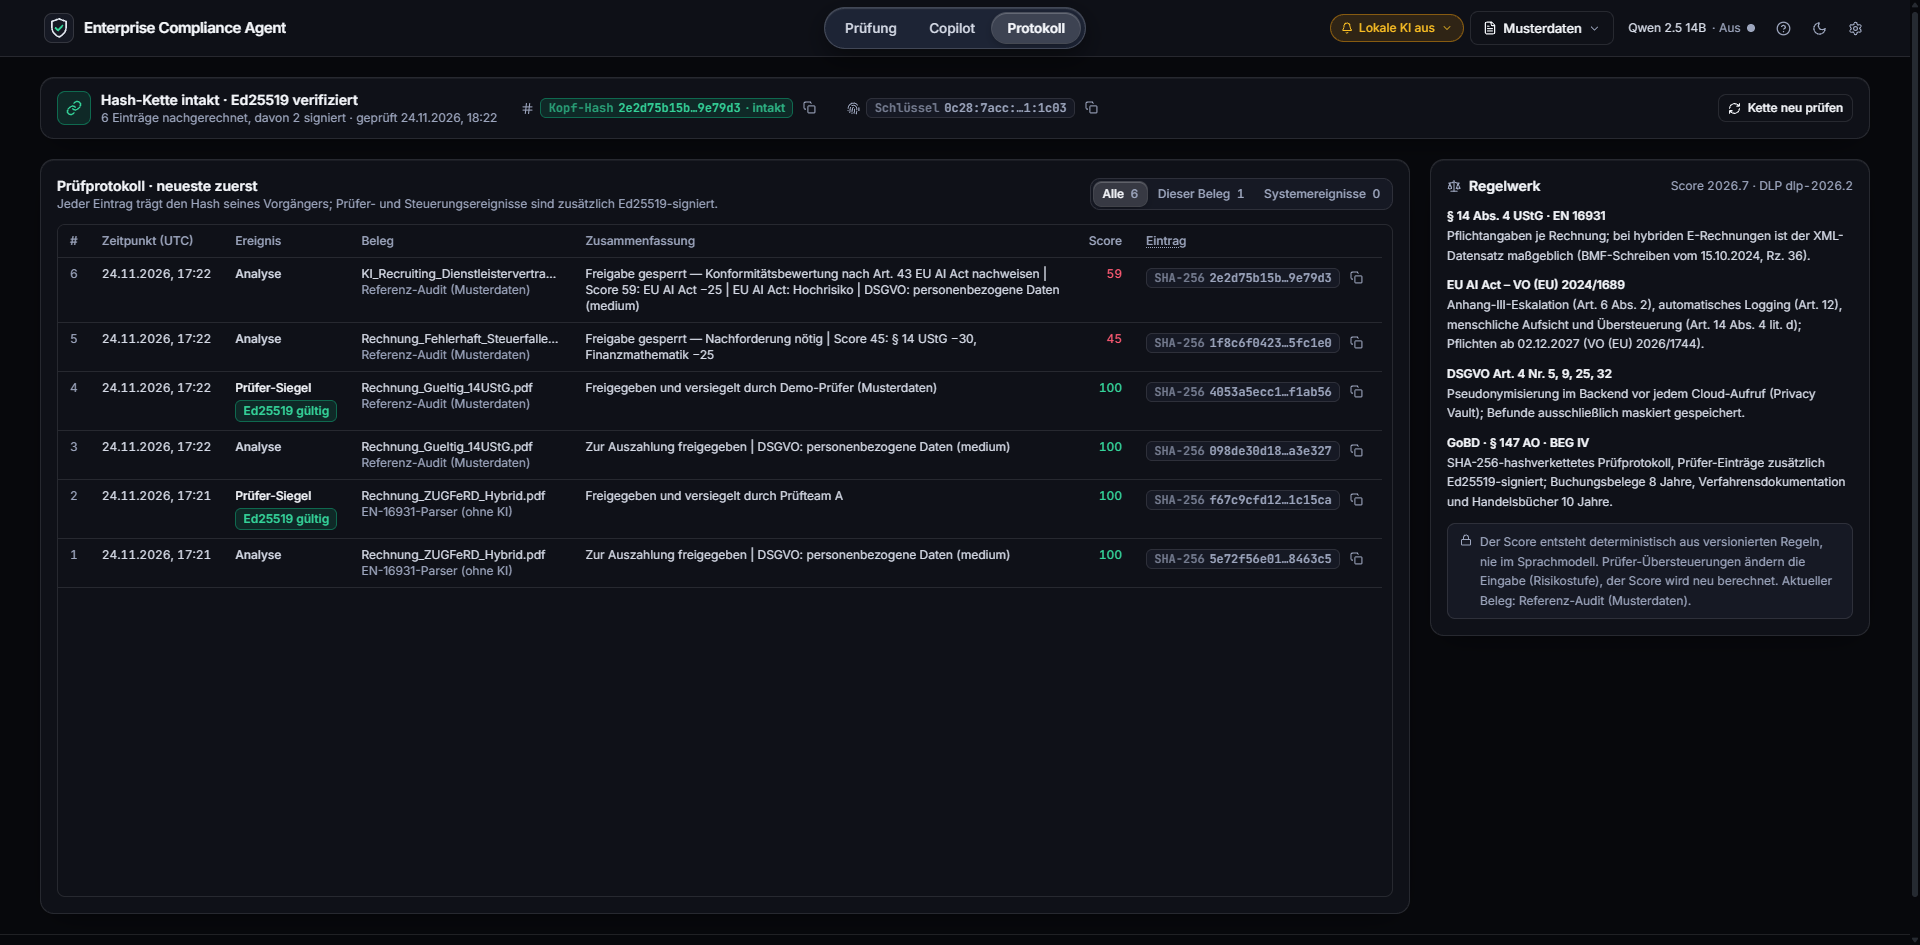 Enterprise Compliance Agent
Prüfung Copilot Protokoll
Lokale KI aus
Musterdaten
Qwen 2.5 14B · Aus
Hash-Kette intakt · Ed25519 verifiziert
6 Einträge nachgerechnet, davon 2 signiert · geprüft 24.11.2026, 18:22
# Kopf-Hash 2e2d75b15b…9e79d3 · intakt
Schlüssel 0c28:7acc:…1:1c03
Kette neu prüfen
Prüfprotokoll · neueste zuerst
Jeder Eintrag trägt den Hash seines Vorgängers; Prüfer- und Steuerungsereignisse sind zusätzlich Ed25519-signiert.
Alle 6 Dieser Beleg 1 Systemereignisse 0
# Zeitpunkt (UTC) Ereignis Beleg Zusammenfassung Score Eintrag
6 24.11.2026, 17:22 Analyse KI_Recruiting_Dienstleistervertra… Freigabe gesperrt — Konformitätsbewertung nach Art. 43 EU AI Act nachweisen | 59 SHA-256 2e2d75b15b…9e79d3
Referenz-Audit (Musterdaten) Score 59: EU AI Act −25 | EU AI Act: Hochrisiko | DSGVO: personenbezogene Daten
(medium)
5 24.11.2026, 17:22 Analyse Rechnung_Fehlerhaft_Steuerfalle… Freigabe gesperrt — Nachforderung nötig | Score 45: § 14 UStG −30, 45 SHA-256 1f8c6f0423…5fc1e0
Referenz-Audit (Musterdaten) Finanzmathematik −25
4 24.11.2026, 17:22 Prüfer-Siegel Rechnung_Gueltig_14UStG.pdf Freigegeben und versiegelt durch Demo-Prüfer (Musterdaten) 100 SHA-256 4053a5ecc1…f1ab56
Ed25519 gültig Referenz-Audit (Musterdaten)
3 24.11.2026, 17:22 Analyse Rechnung_Gueltig_14UStG.pdf Zur Auszahlung freigegeben | DSGVO: personenbezogene Daten (medium) 100 SHA-256 098de30d18…a3e327
Referenz-Audit (Musterdaten)
2 24.11.2026, 17:21 Prüfer-Siegel Rechnung_ZUGFeRD_Hybrid.pdf Freigegeben und versiegelt durch Prüfteam A 100 SHA-256 f67c9cfd12…1c15ca
Ed25519 gültig EN-16931-Parser (ohne KI)
1 24.11.2026, 17:21 Analyse Rechnung_ZUGFeRD_Hybrid.pdf Zur Auszahlung freigegeben | DSGVO: personenbezogene Daten (medium) 100 SHA-256 5e72f56e01…8463c5
EN-16931-Parser (ohne KI)
Regelwerk Score 2026.7 · DLP dlp-2026.2
§ 14 Abs. 4 UStG · EN 16931
Pflichtangaben je Rechnung; bei hybriden E-Rechnungen ist der XML-
Datensatz maßgeblich (BMF-Schreiben vom 15.10.2024, Rz. 36).
EU AI Act – VO (EU) 2024/1689
Anhang-III-Eskalation (Art. 6 Abs. 2), automatisches Logging (Art. 12),
menschliche Aufsicht und Übersteuerung (Art. 14 Abs. 4 lit. d);
Pflichten ab 02.12.2027 (VO (EU) 2026/1744).
DSGVO Art. 4 Nr. 5, 9, 25, 32
Pseudonymisierung im Backend vor jedem Cloud-Aufruf (Privacy
Vault); Befunde ausschließlich maskiert gespeichert.
GoBD · § 147 AO · BEG IV
SHA-256-hashverkettetes Prüfprotokoll, Prüfer-Einträge zusätzlich
Ed25519-signiert; Buchungsbelege 8 Jahre, Verfahrensdokumentation
und Handelsbücher 10 Jahre.
Der Score entsteht deterministisch aus versionierten Regeln,
nie im Sprachmodell. Prüfer-Übersteuerungen ändern die
Eingabe (Risikostufe), der Score wird neu berechnet. Aktueller
Beleg: Referenz-Audit (Musterdaten).